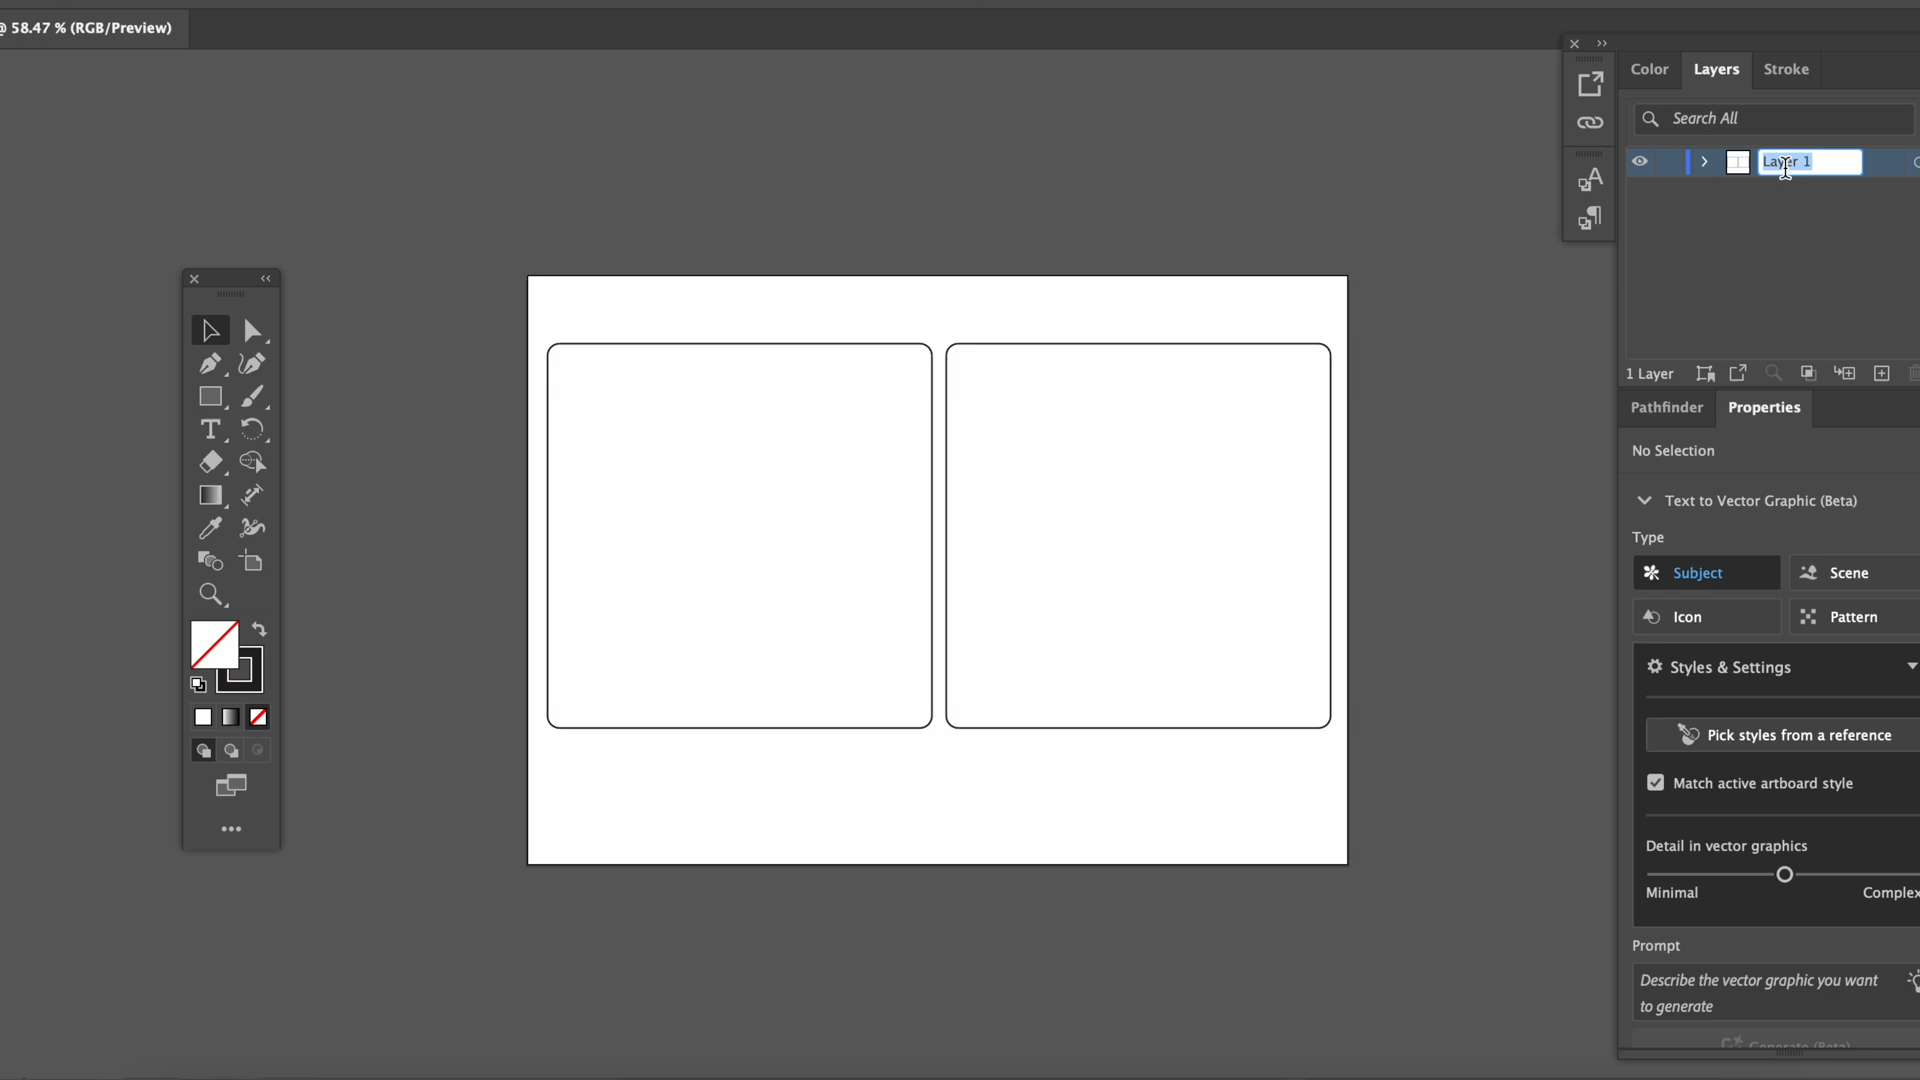 @ 58.47 % (RGB/Preview)
Color
Layers
Stroke
Search All
Layer 1
1 Layer
Pathfinder
Properties
No Selection
Text to Vector Graphic (Beta)
Type
Subject
Scene
Icon
Pattern
Styles & Settings
Pick styles from a reference
Match active artboard style
Detail in vector graphics
Minimal
Complex
Prompt
Describe the vector graphic you want
to generate
Generate (Beta)